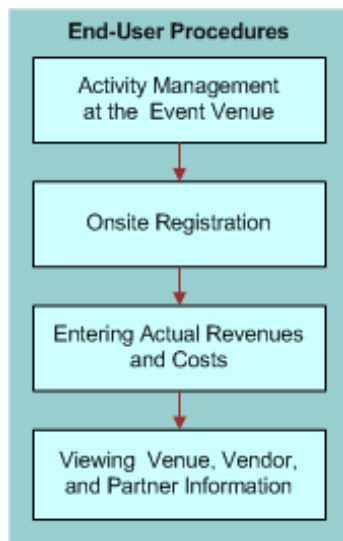 End-User Procedures
Activity Management
at the Event Venue
Onsite Registration
Entering Actual Revenues
and Costs
Viewing Venue, Vendor,
and Partner Information